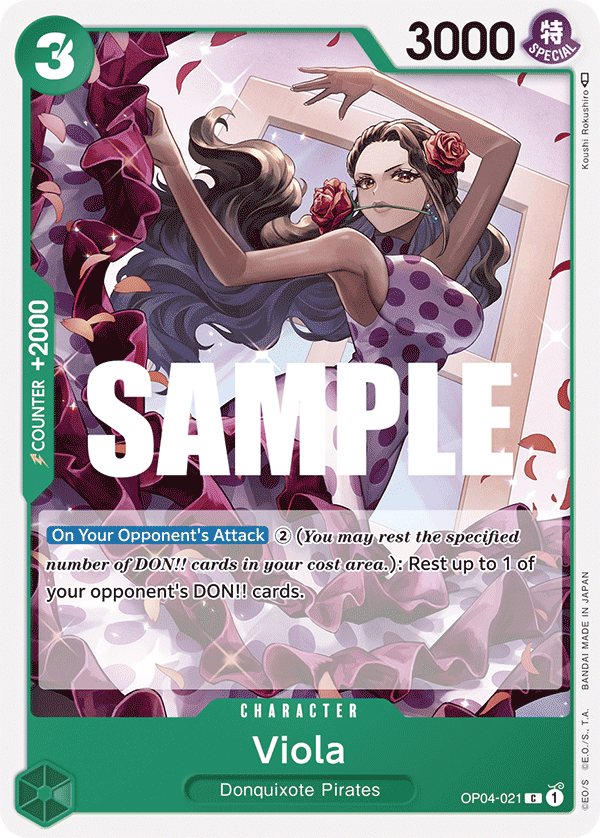 3
3000
特
SPECIAL
Koushi Rokushiro
COUNTER +2000
SAMPLE
On Your Opponent's Attack ② (You may rest the specified
number of DON!! cards in your cost area.): Rest up to 1 of
your opponent's DON!! cards.
CHARACTER
Viola
Donquixote Pirates
OP04-021 C 1
©EO/S ©E.O./S., T.A. BANDAI MADE IN JAPAN